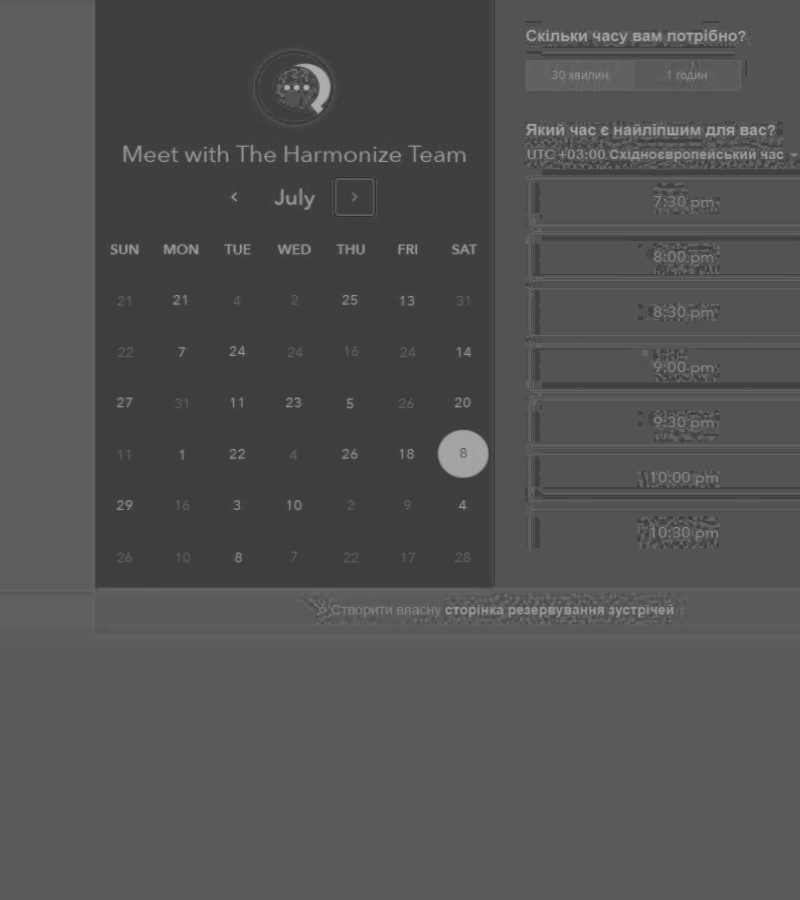 Meet with The Harmonize Team
July
SUN MON TUE WED THU FRI SAT
21 21 4 2 25 13 31
22 7 24 24 16 24 14
27 31 11 23 5 26 20
11 1 22 4 26 18 8
29 16 3 10 2 9 4
26 10 8 7 22 17 28
Скільки часу вам потрібно?
30 хвилин 1 годин
Який час є найліпшим для вас?
UTC +03:00 Східноєвропейський час
7:30 pm
8:00 pm
8:30 pm
9:00 pm
9:30 pm
10:00 pm
10:30 pm
Створити власну сторінка резервування зустрічей